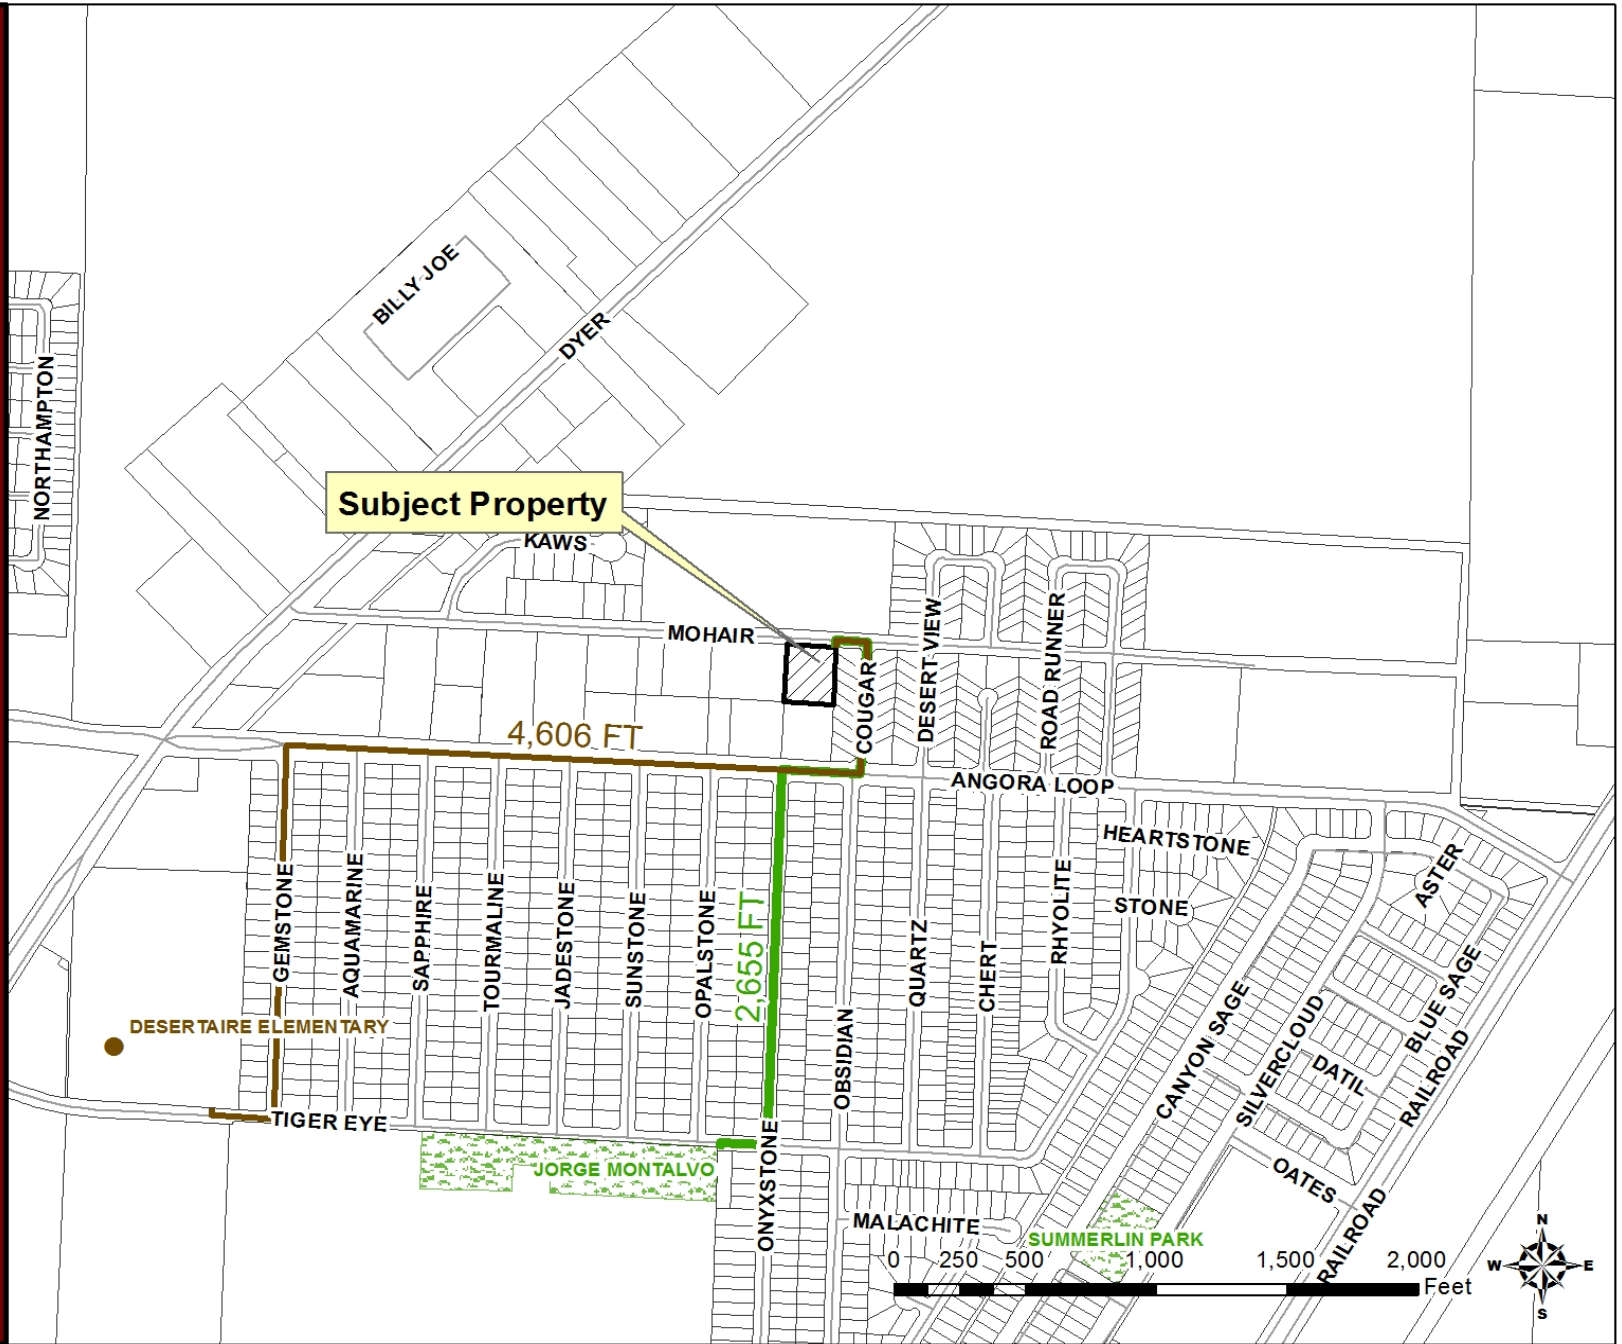 BILLY JOE
DYER
NORTHAMPTON
Subject Property
KAWS
MOHAIR
COUGAR
DESERT VIEW
ROAD RUNNER
4,606 FT
ANGORA LOOP
HEARTSTONE
STONE
ASTER
GEMSTONE
AQUAMARINE
SAPPHIRE
TOURMALINE
JADESTONE
SUNSTONE
OPALSTONE
2,655 FT
OBSIDIAN
QUARTZ
CHERT
RHYOLITE
CANYON SAGE
SILVERCLOUD
BLUE SAGE
DATIL
RAILROAD
DESERTAIRE ELEMENTARY
TIGER EYE
JORGE MONTALVO
ONYXSTONE
MALACHITE
OATES
RAILROAD
SUMMERLIN PARK
0 250 500 1,000 1,500 2,000
Feet
N
W E
S